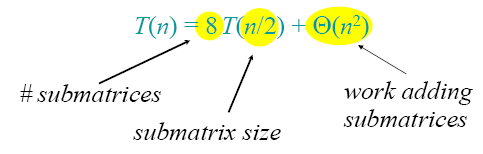 T(n) = 8 T(n/2) + Θ(n²)
# submatrices
submatrix size
work adding
submatrices